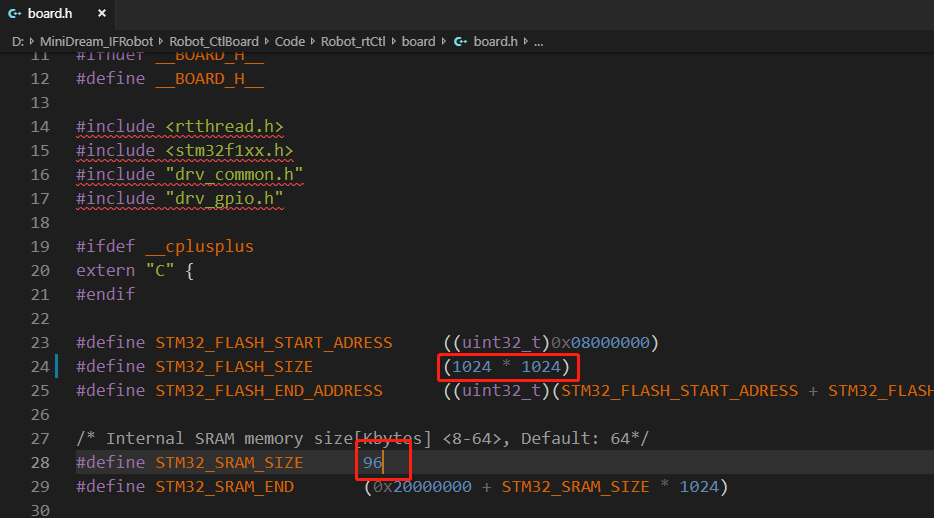 board.h ×
D: > MiniDream_IFRobot > Robot_CtlBoard > Code > Robot_rtCtl > board > board.h > ...
11 #ifndef __BOARD_H__
12 #define __BOARD_H__
13
14 #include <rtthread.h>
15 #include <stm32f1xx.h>
16 #include "drv_common.h"
17 #include "drv_gpio.h"
18
19 #ifdef __cplusplus
20 extern "C" {
21 #endif
22
23 #define STM32_FLASH_START_ADRESS ((uint32_t)0x08000000)
24 #define STM32_FLASH_SIZE (1024 * 1024)
25 #define STM32_FLASH_END_ADDRESS ((uint32_t)(STM32_FLASH_START_ADRESS + STM32_FLASH
26
27 /* Internal SRAM memory size[Kbytes] <8-64>, Default: 64*/
28 #define STM32_SRAM_SIZE 96
29 #define STM32_SRAM_END (0x20000000 + STM32_SRAM_SIZE * 1024)
30